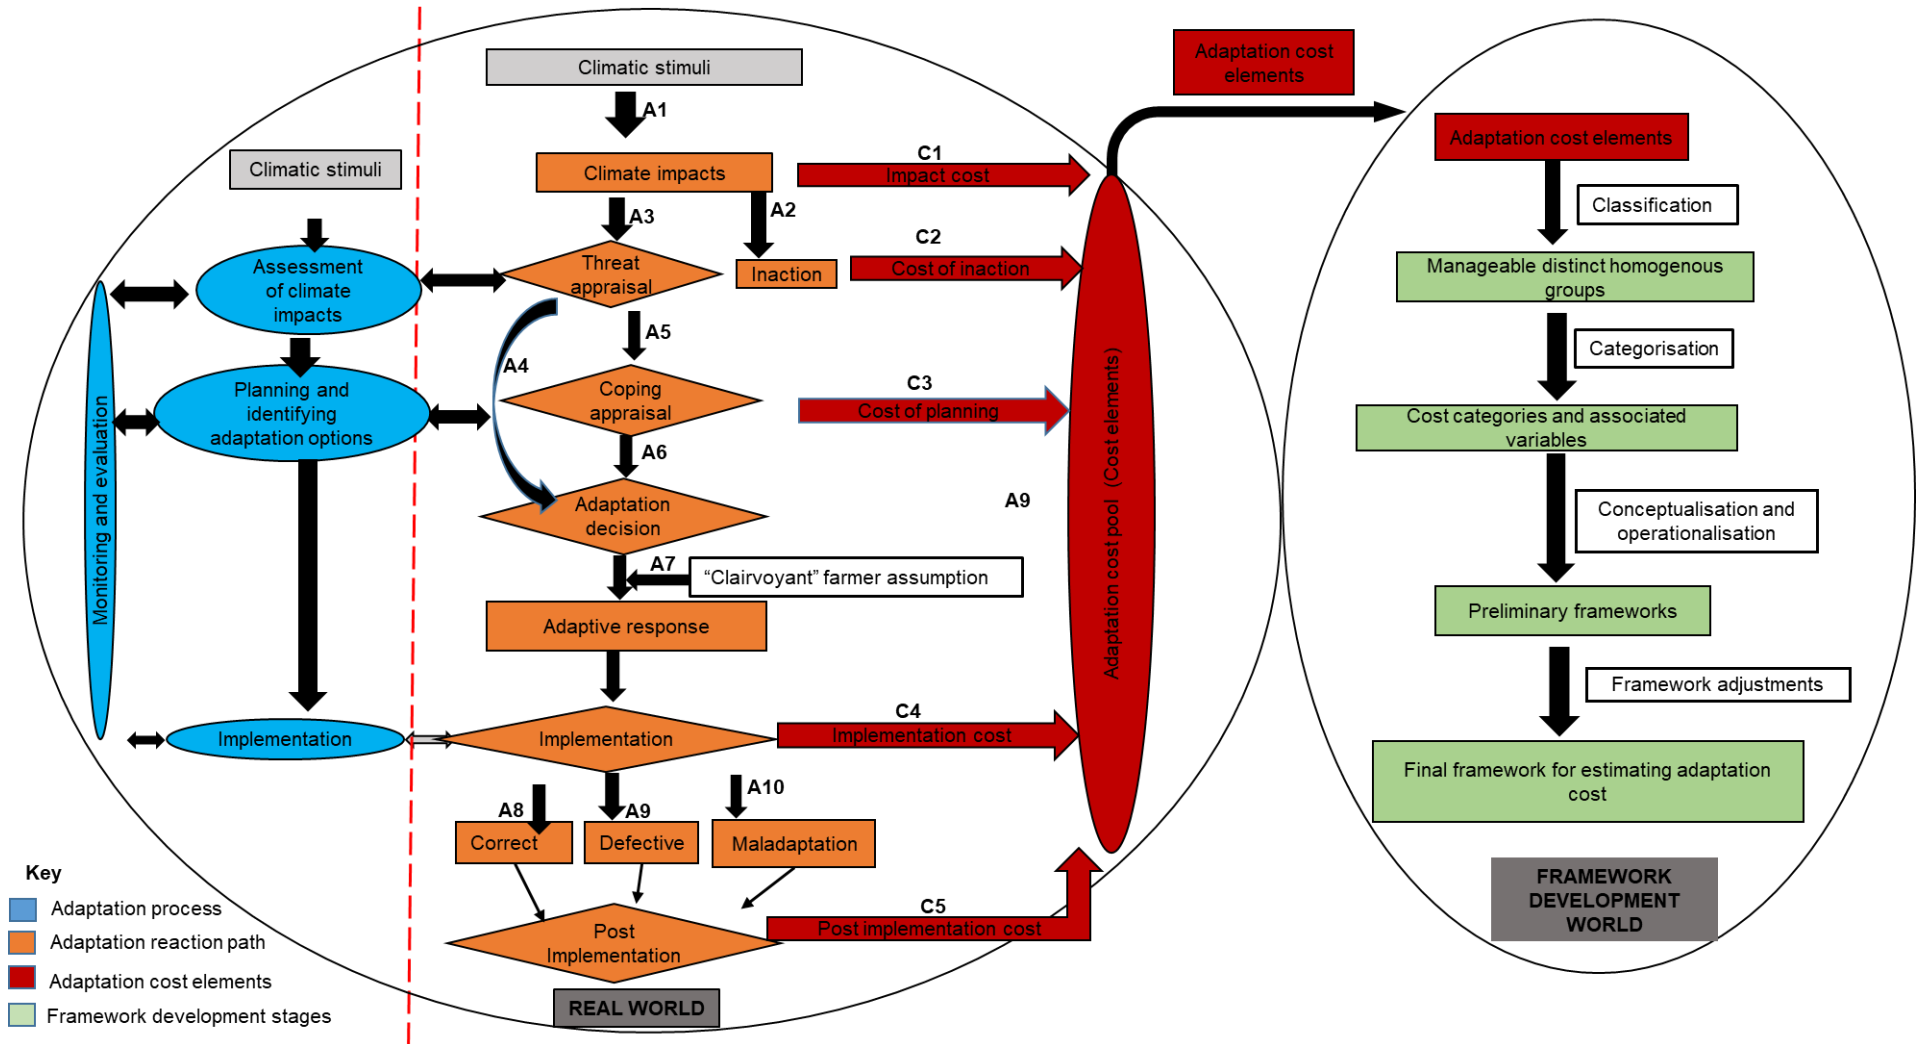 Climatic stimuli
A1
Climatic stimuli
Climate impacts
C1
Impact cost
A3
A2
C2
Cost of inaction
Assessment
of climate
impacts
Threat
appraisal
Inaction
A5
A4
Planning and
identifying
adaptation options
Coping
appraisal
C3
Cost of planning
A6
Monitoring and evaluation
Adaptation
decision
A9
Adaptation cost pool (Cost elements)
A7
“Clairvoyant” farmer assumption
Adaptive response
Implementation
Implementation
C4
Implementation cost
A8
A9
A10
Correct
Defective
Maladaptation
C5
Post implementation cost
Post
Implementation
REAL WORLD
Key
Adaptation process
Adaptation reaction path
Adaptation cost elements
Framework development stages
Adaptation cost
elements
Adaptation cost elements
Classification
Manageable distinct homogenous
groups
Categorisation
Cost categories and associated
variables
Conceptualisation and
operationalisation
Preliminary frameworks
Framework adjustments
Final framework for estimating adaptation
cost
FRAMEWORK
DEVELOPMENT
WORLD